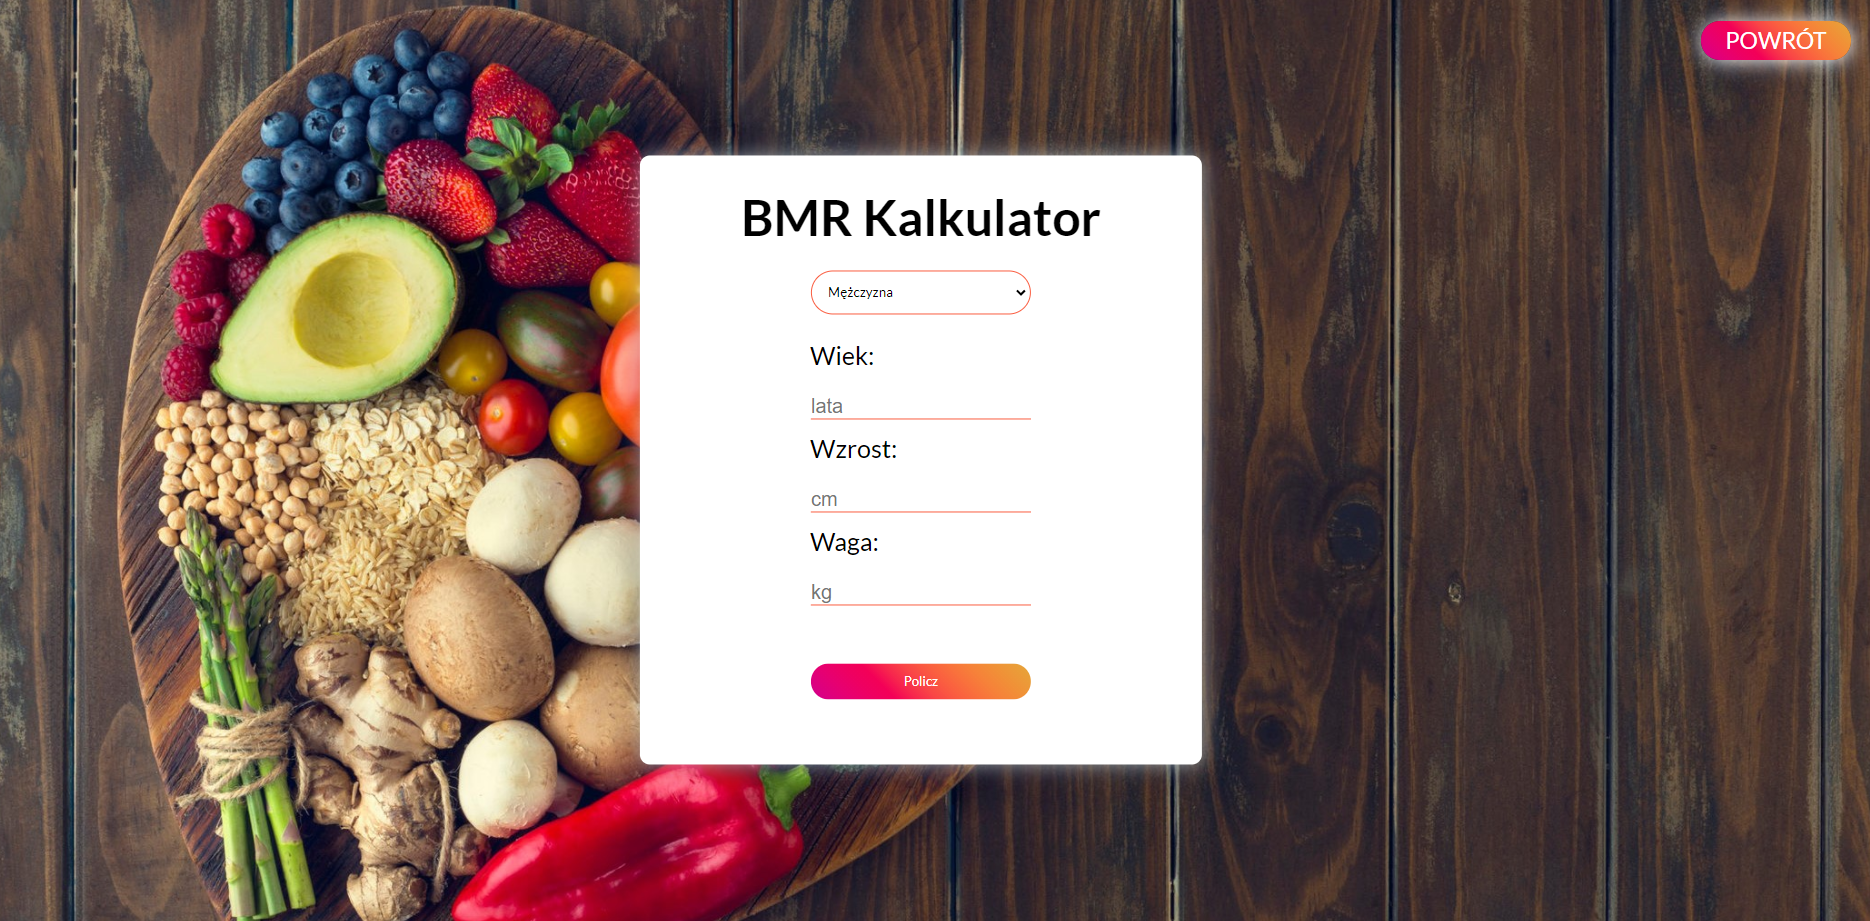 POWRÓT
BMR Kalkulator
Mężczyzna
Wiek:
lata
Wzrost:
cm
Waga:
kg
Policz